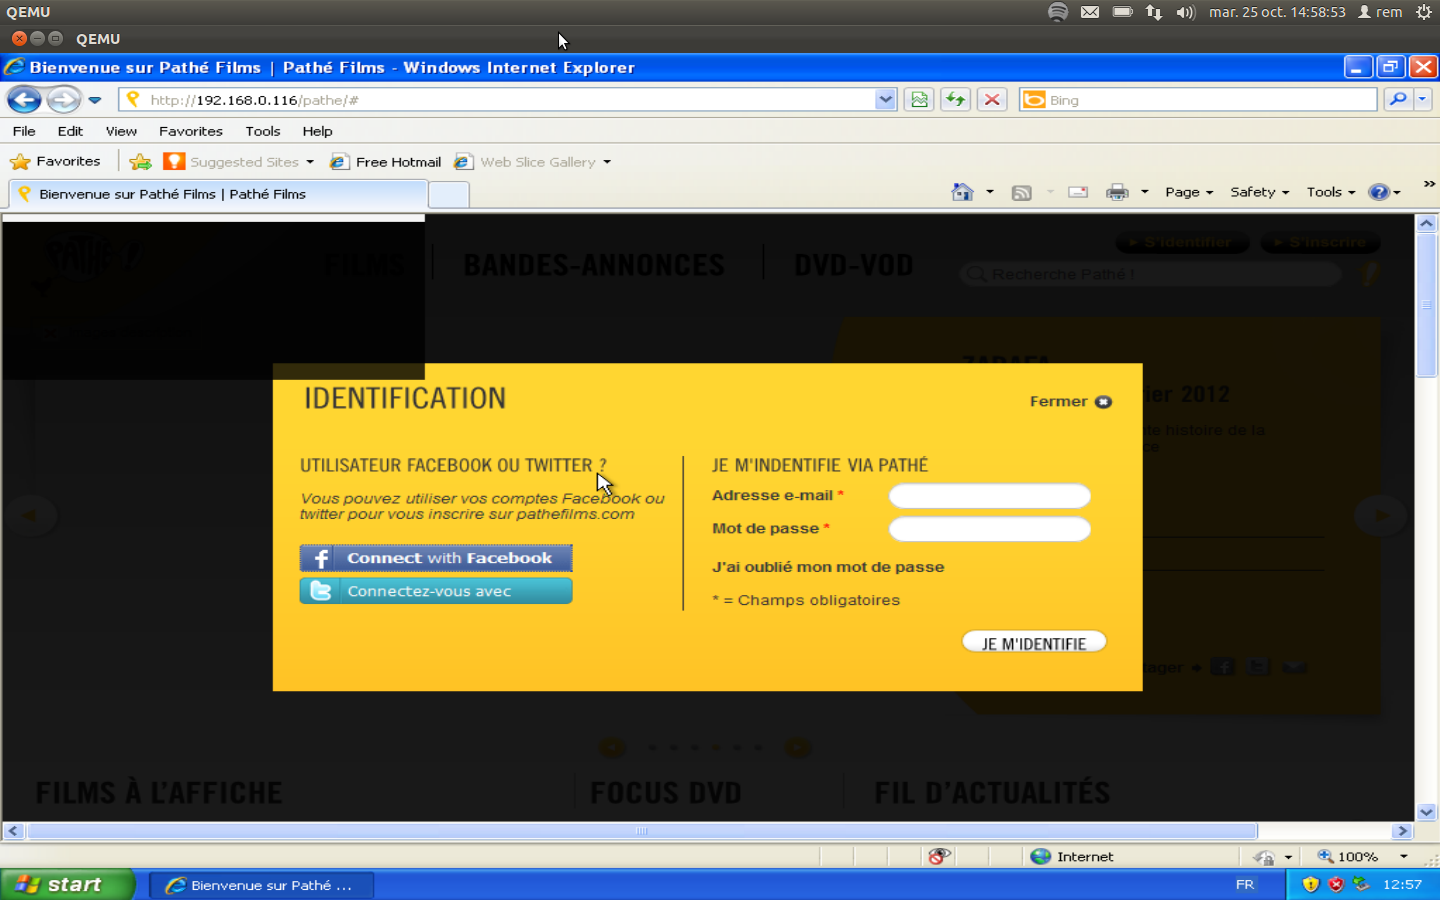 QEMU
mar. 25 oct. 14:58:53 rem
QEMU
Bienvenue sur Pathé Films | Pathé Films - Windows Internet Explorer
http://192.168.0.116/pathe/#
Bing
File Edit View Favorites Tools Help
Favorites Suggested Sites Free Hotmail Web Slice Gallery
Bienvenue sur Pathé Films | Pathé Films
Page Safety Tools »
PATHÉ!
FILMS BANDES-ANNONCES DVD-VOD
S'identifier S'inscrire
Recherche Pathé !
ZARAFA
ier 2012
te histoire de la
ce
IDENTIFICATION
Fermer
UTILISATEUR FACEBOOK OU TWITTER ?
Vous pouvez utiliser vos comptes Facebook ou
twitter pour vous inscrire sur pathefilms.com
Connect with Facebook
Connectez-vous avec
JE M'INDENTIFIE VIA PATHÉ
Adresse e-mail *
Mot de passe *
J'ai oublié mon mot de passe
* = Champs obligatoires
JE M'IDENTIFIE
tager
FILMS À L'AFFICHE FOCUS DVD FIL D'ACTUALITÉS
Internet 100%
start Bienvenue sur Pathé ... FR 12:57